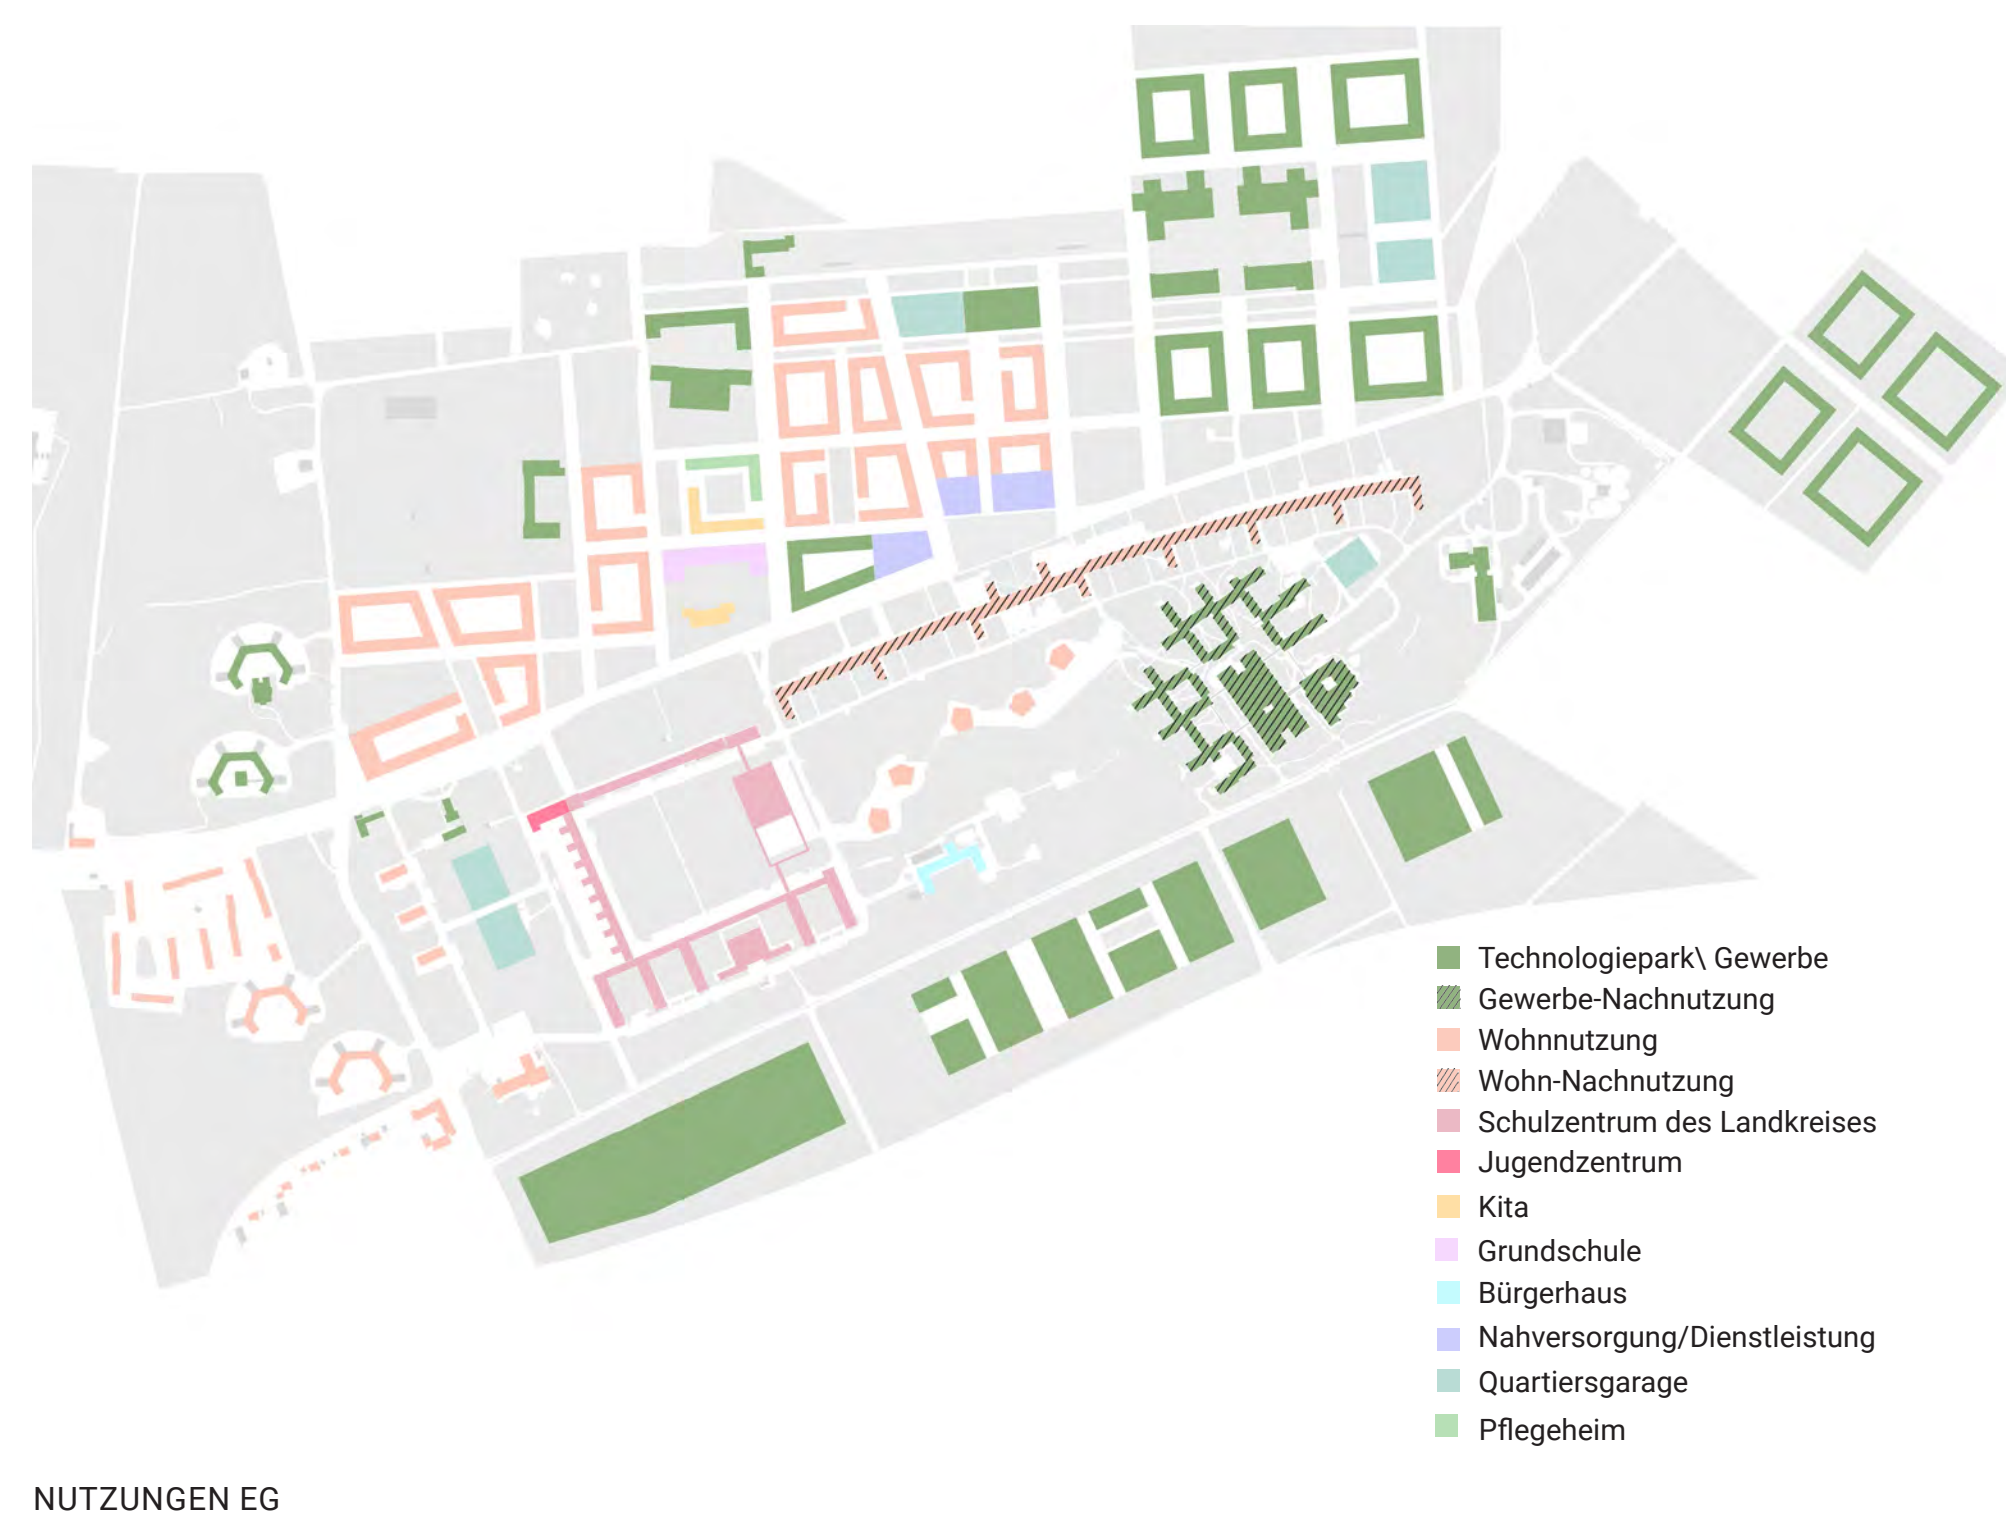 Technologiepark\ Gewerbe
Gewerbe-Nachnutzung
Wohnnutzung
Wohn-Nachnutzung
Schulzentrum des Landkreises
Jugendzentrum
Kita
Grundschule
Bürgerhaus
Nahversorgung/Dienstleistung
Quartiersgarage
Pflegeheim
NUTZUNGEN EG